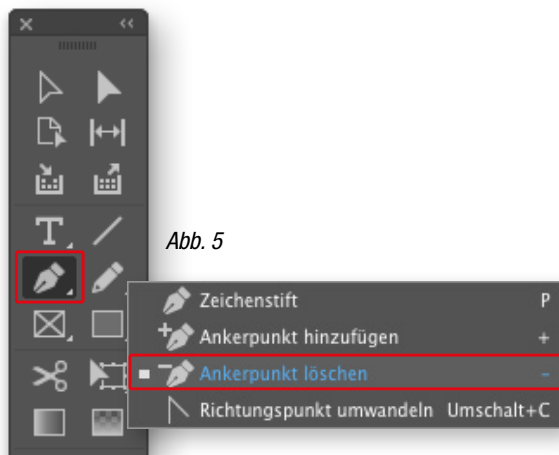 Abb. 5
Zeichenstift P
Ankerpunkt hinzufügen +
Ankerpunkt löschen -
Richtungspunkt umwandeln Umschalt+C